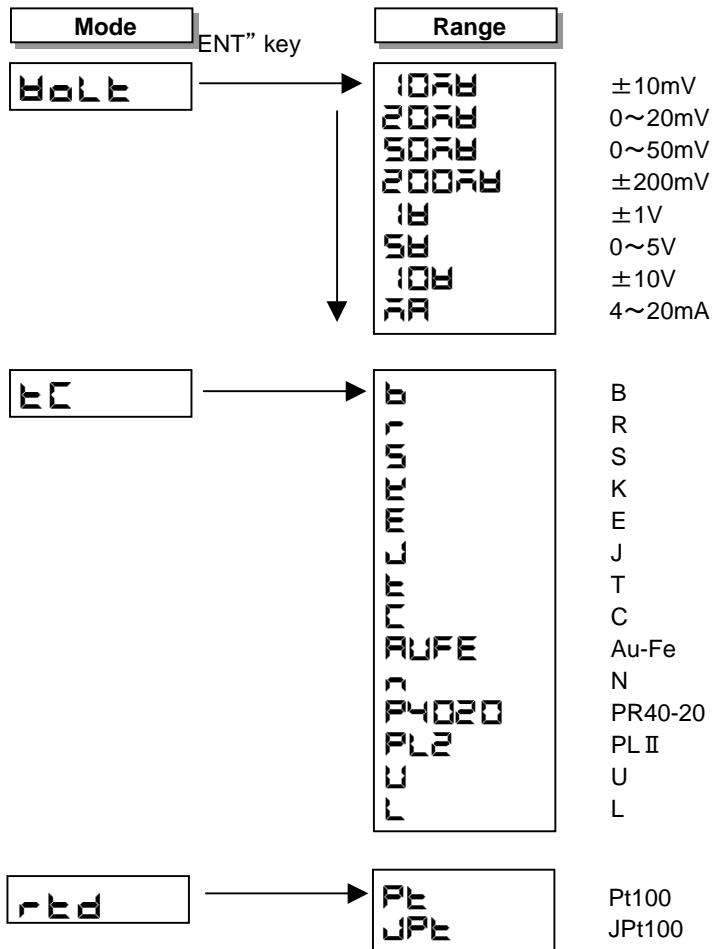 Mode Range
ENT” key
VoLt 10mV ±10mV
20mV 0～20mV
50mV 0～50mV
200mV ±200mV
1V ±1V
5V 0～5V
10V ±10V
mA 4～20mA
tC b B
r R
S S
K K
E E
J J
t T
C C
AUFE Au-Fe
n N
P4020 PR40-20
PL2 PLⅡ
U U
L L
rtd Pt Pt100
JPt JPt100